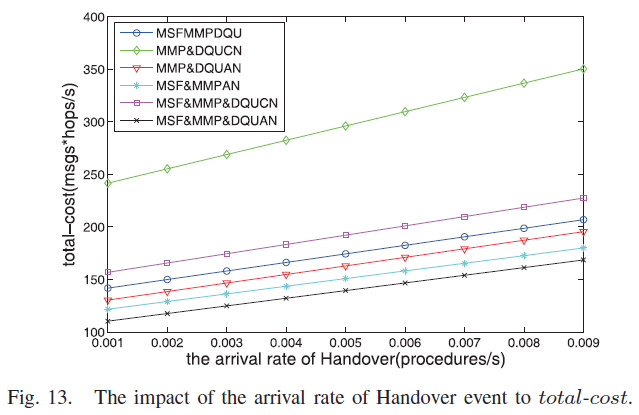 400
350
300
250
200
150
100
total-cost(msgs*hops/s)
MSFMMPDQU
MMP&DQUCN
MMP&DQUAN
MSF&MMPAN
MSF&MMP&DQUCN
MSF&MMP&DQUAN
0.001 0.002 0.003 0.004 0.005 0.006 0.007 0.008 0.009
the arrival rate of Handover(procedures/s)
Fig. 13. The impact of the arrival rate of Handover event to total-cost.